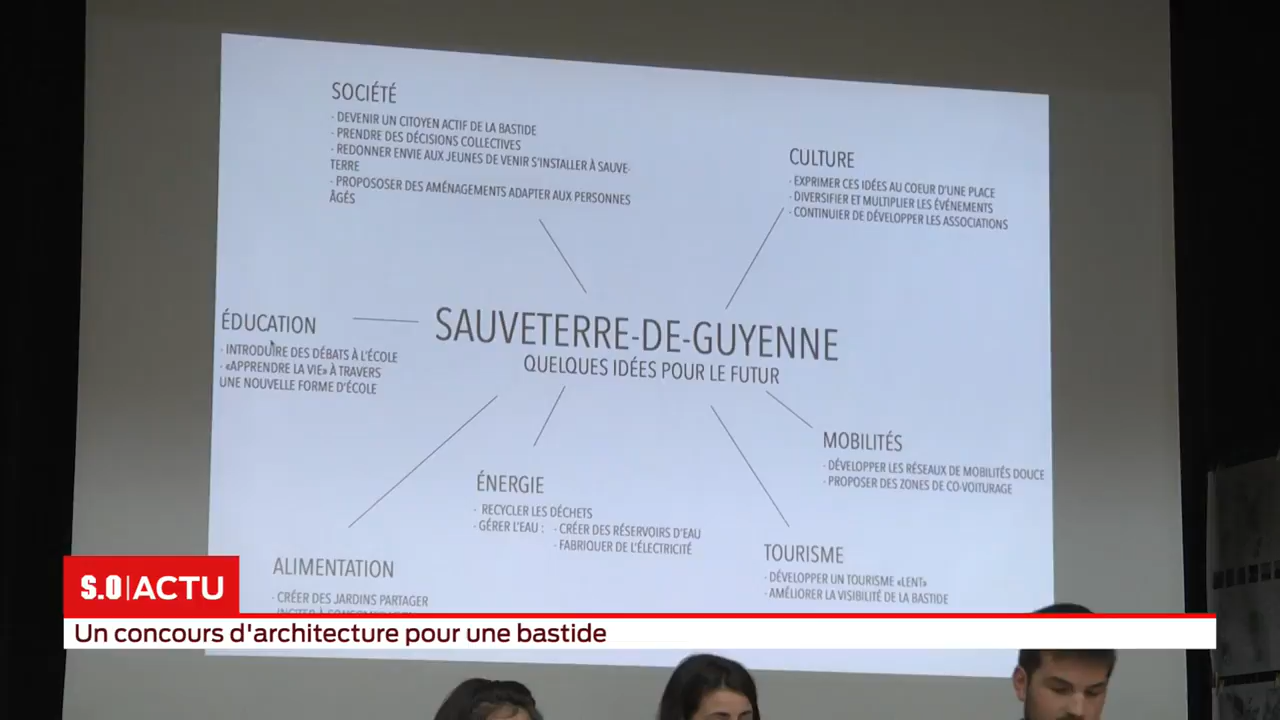 SOCIÉTÉ
- DEVENIR UN CITOYEN ACTIF DE LA BASTIDE
- PRENDRE DES DÉCISIONS COLLECTIVES
- REDONNER ENVIE AUX JEUNES DE VENIR S'INSTALLER À SAUVE-
TERRE
- PROPOSOSER DES AMÉNAGEMENTS ADAPTER AUX PERSONNES
ÂGÉS
CULTURE
- EXPRIMER CES IDÉES AU COEUR D'UNE PLACE
- DIVERSIFIER ET MULTIPLIER LES ÉVÉNEMENTS
- CONTINUIER DE DÉVELOPPER LES ASSOCIATIONS
ÉDUCATION
- INTRODUIRE DES DÉBATS À L'ÉCOLE
- «APPRENDRE LA VIE» À TRAVERS
UNE NOUVELLE FORME D'ÉCOLE
SAUVETERRE-DE-GUYENNE
QUELQUES IDÉES POUR LE FUTUR
MOBILITÉS
- DÉVELOPPER LES RÉSEAUX DE MOBILITÉS DOUCE
- PROPOSER DES ZONES DE CO-VOITURAGE
ÉNERGIE
- RECYCLER LES DÉCHETS
- GÉRER L'EAU : - CRÉER DES RÉSERVOIRS D'EAU
- FABRIQUER DE L'ÉLECTRICITÉ
TOURISME
- DÉVELOPPER UN TOURISME «LENT»
- AMÉLIORER LA VISIBILITÉ DE LA BASTIDE
ALIMENTATION
- CRÉER DES JARDINS PARTAGER
S.O|ACTU
Un concours d'architecture pour une bastide